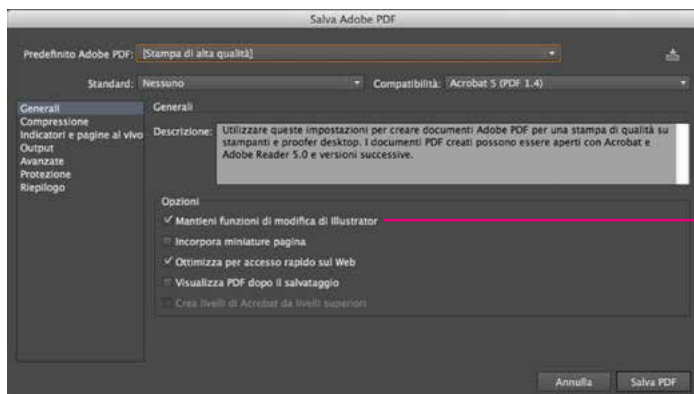 Salva Adobe PDF
Predefinito Adobe PDF: [Stampa di alta qualità]
Standard: Nessuno Compatibilità: Acrobat 5 (PDF 1.4)
Generali
Compressione
Indicatori e pagine al vivo
Output
Avanzate
Protezione
Riepilogo
Generali
Descrizione: Utilizzare queste impostazioni per creare documenti Adobe PDF per una stampa di qualità su
stampanti e proofer desktop. I documenti PDF creati possono essere aperti con Acrobat e
Adobe Reader 5.0 e versioni successive.
Opzioni
Mantieni funzioni di modifica di Illustrator
Incorpora miniature pagina
Ottimizza per accesso rapido sul Web
Visualizza PDF dopo il salvataggio
Crea livelli di Acrobat da livelli superiori
Annulla Salva PDF